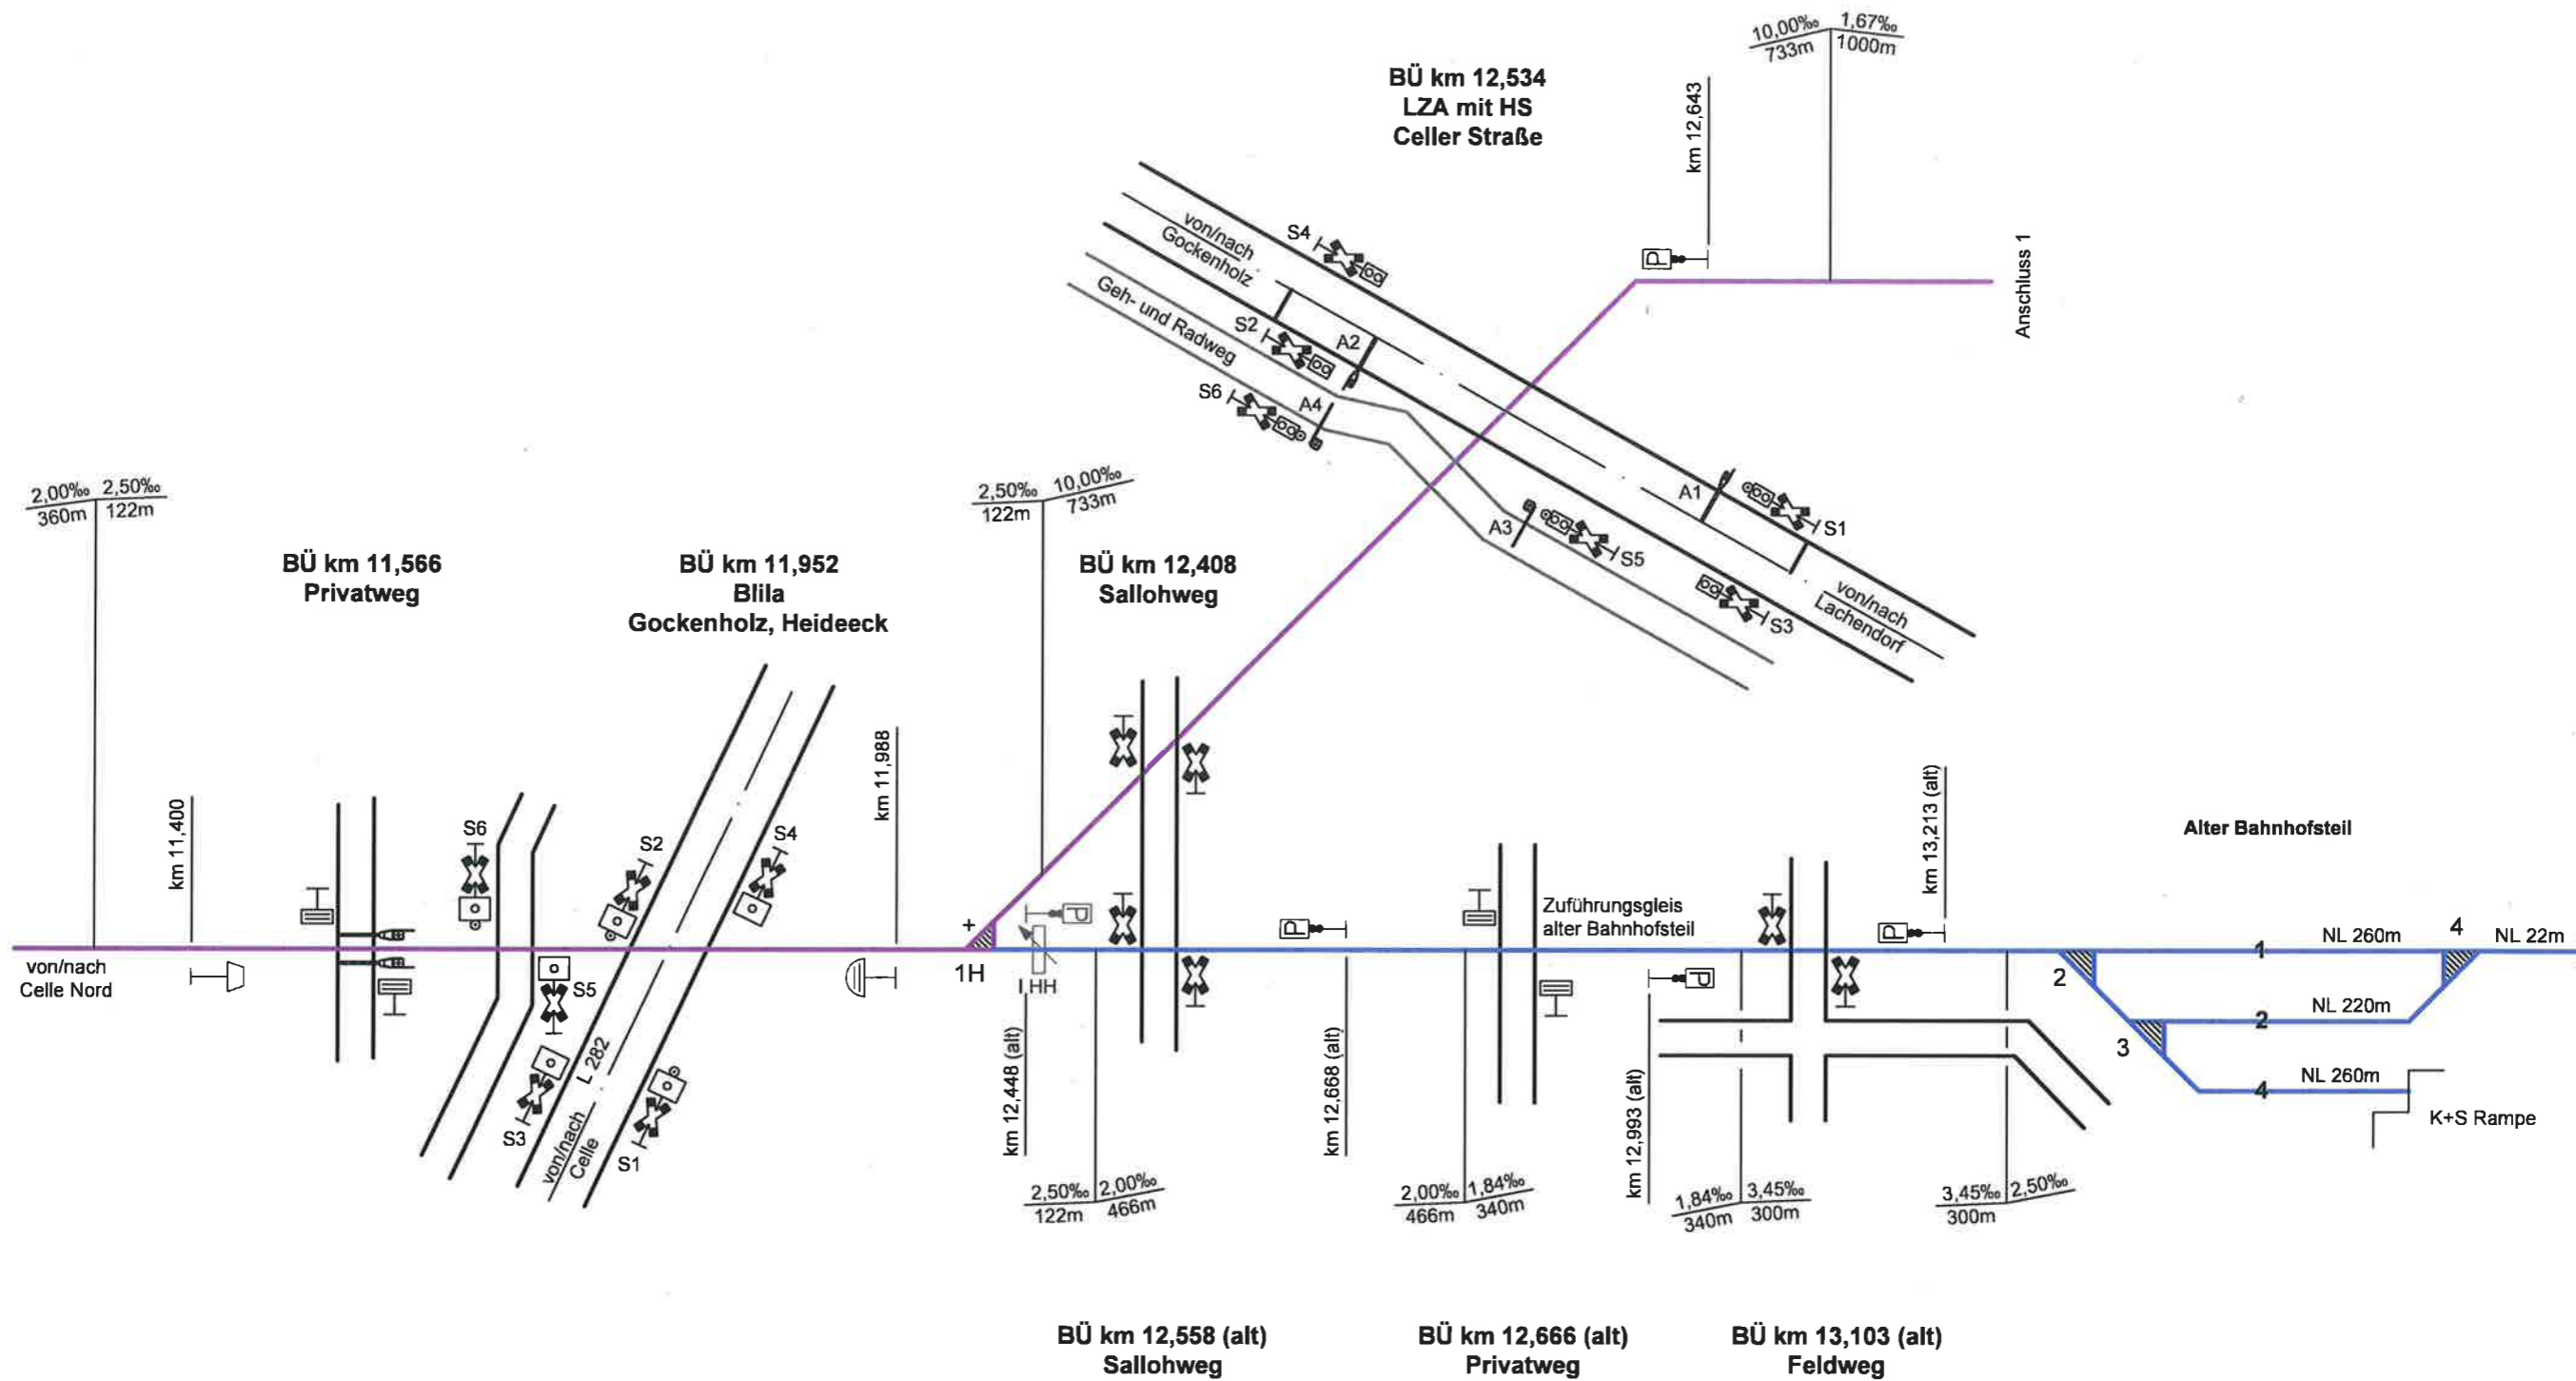 10,00‰ 1,67‰
733m 1000m
BÜ km 12,534
LZA mit HS
Celler Straße
km 12,643
von/nach
Gockenholz
S4
Geh- und Radweg
S2
A2
S6
A4
Anschluss 1
A1
S1
A3
S5
S3
von/nach
Lachendorf
2,00‰ 2,50‰
360m 122m
2,50‰ 10,00‰
122m 733m
BÜ km 11,566
Privatweg
BÜ km 11,952
Blila
Gockenholz, Heideeck
BÜ km 12,408
Sallohweg
km 11,400
S6
S2
S4
km 11,988
S5
S3
S1
L 282
von/nach
Celle
von/nach
Celle Nord
+
1H
P
I HH
P
P
P
P
km 12,448 (alt)
km 12,668 (alt)
Zuführungsgleis
alter Bahnhofsteil
km 12,993 (alt)
km 13,213 (alt)
Alter Bahnhofsteil
1
NL 260m
4
NL 22m
2
2
NL 220m
3
4
NL 260m
K+S Rampe
2,50‰ 2,00‰
122m 466m
2,00‰ 1,84‰
466m 340m
1,84‰ 3,45‰
340m 300m
3,45‰ 2,50‰
300m
BÜ km 12,558 (alt)
Sallohweg
BÜ km 12,666 (alt)
Privatweg
BÜ km 13,103 (alt)
Feldweg